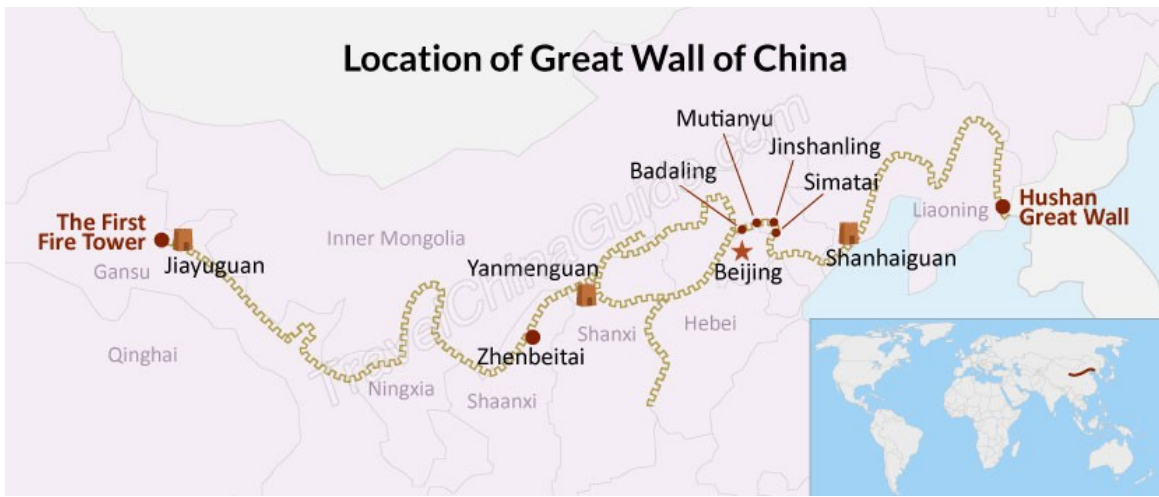 Location of Great Wall of China
Mutianyu
Jinshanling
Badaling
Simatai
The First
Fire Tower
Jiayuguan
Gansu
Inner Mongolia
Yanmenguan
Beijing
Shanhaiguan
Liaoning
Hushan
Great Wall
Qinghai
Ningxia
Zhenbeitai
Shaanxi
Shanxi
Hebei
TravelChinaGuide.com